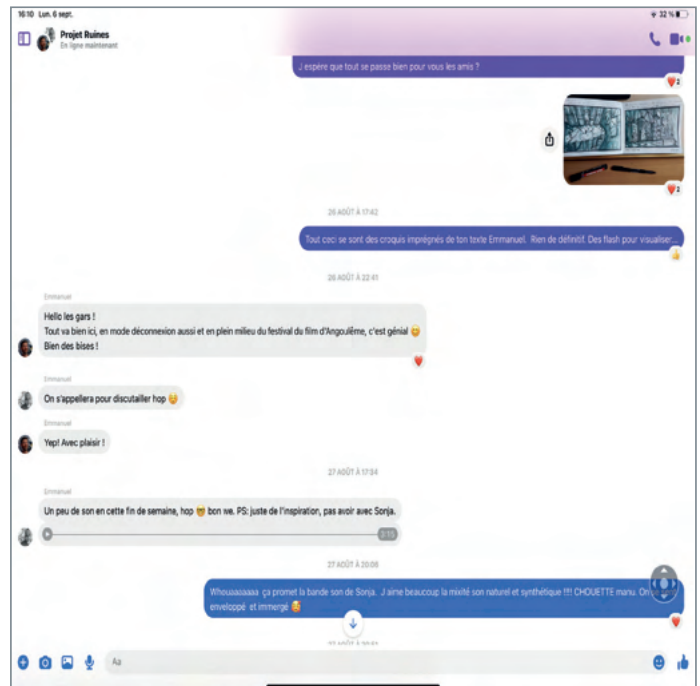 16:10 Lun. 6 sept.
32 %
Projet Ruines
En ligne maintenant
J espère que tout se passe bien pour vous les amis ?
2
2
26 AOÛT À 17:42
Tout ceci se sont des croquis imprégnés de ton texte Emmanuel. Rien de définitif. Des flash pour visualiser...
26 AOÛT À 22:41
Emmanuel
Hello les gars !
Tout va bien ici, en mode déconnexion aussi et en plein milieu du festival du film d'Angoulême, c'est génial
Bien des bises !
Emmanuel
On s'appellera pour discutailler hop
Emmanuel
Yep! Avec plaisir !
27 AOÛT À 17:54
Emmanuel
Un peu de son en cette fin de semaine, hop bon we. PS: juste de l'inspiration, pas avoir avec Sonja.
3:15
27 AOÛT À 20:06
Whouaaaaaaa ça promet la bande son de Sonja. J aime beaucoup la mixité son naturel et synthétique !!!! CHOUETTE manu. On
enveloppé et immergé
Aa